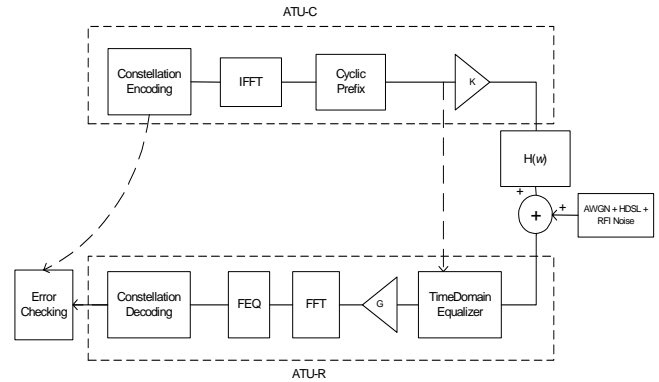 ATU-C
Constellation
Encoding
IFFT
Cyclic
Prefix
K
H(w)
+
+
+
AWGN + HDSL +
RFI Noise
Error
Checking
Constellation
Decoding
FEQ
FFT
G
TimeDomain
Equalizer
ATU-R